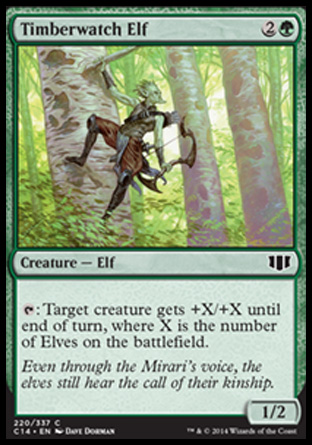 Timberwatch Elf 2
Creature — Elf
:Target creature gets +X/+X until
end of turn, where X is the number
of Elves on the battlefield.
Even through the Mirari's voice, the
elves still hear the call of their kinship.
1/2
220/337 C
C14 • EN Dave Dorman
™ & © 2014 Wizards of the Coast